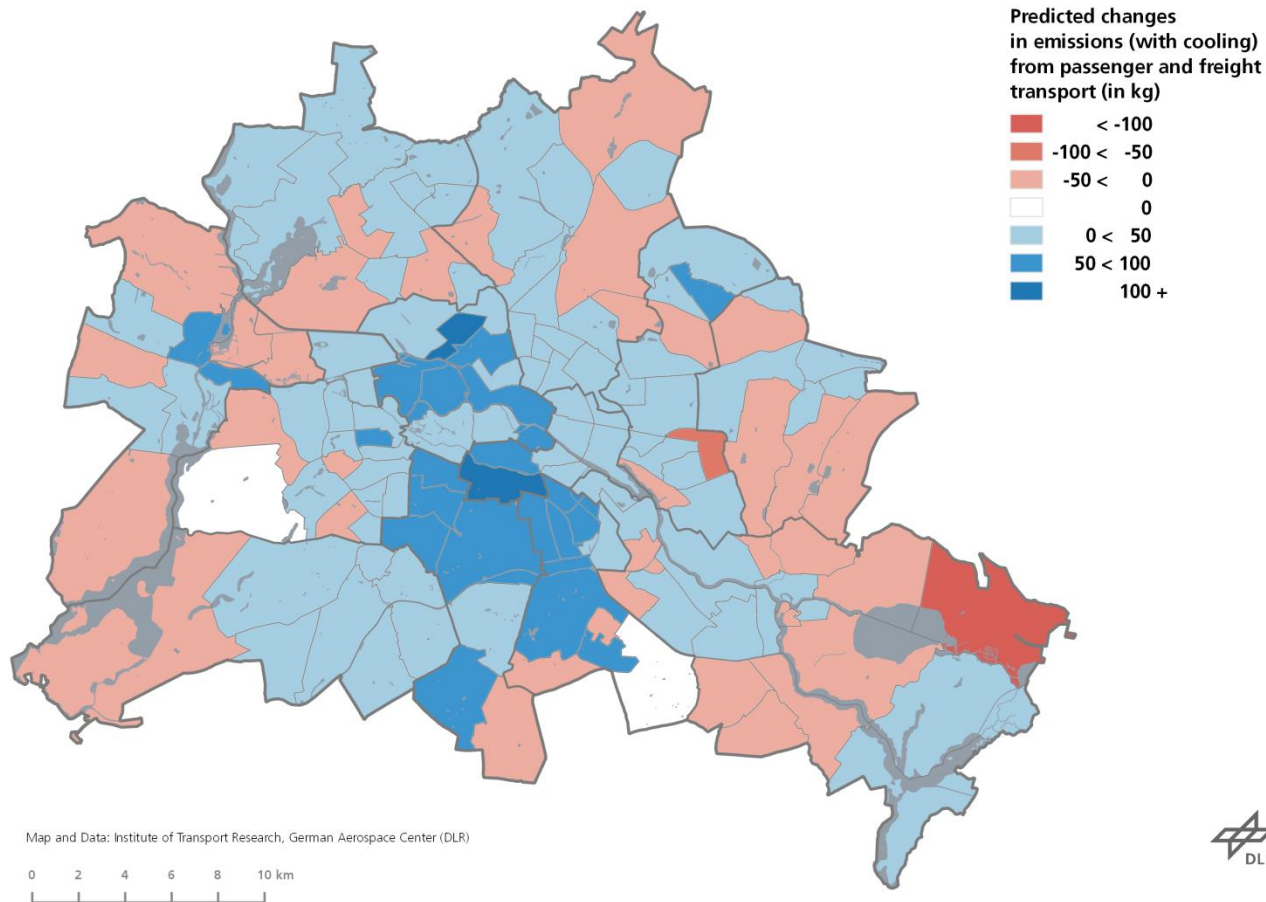 Predicted changes
in emissions (with cooling)
from passenger and freight
transport (in kg)
< -100
-100 < -50
-50 < 0
0
0 < 50
50 < 100
100 +
Map and Data: Institute of Transport Research, German Aerospace Center (DLR)
0 2 4 6 8 10 km
DL